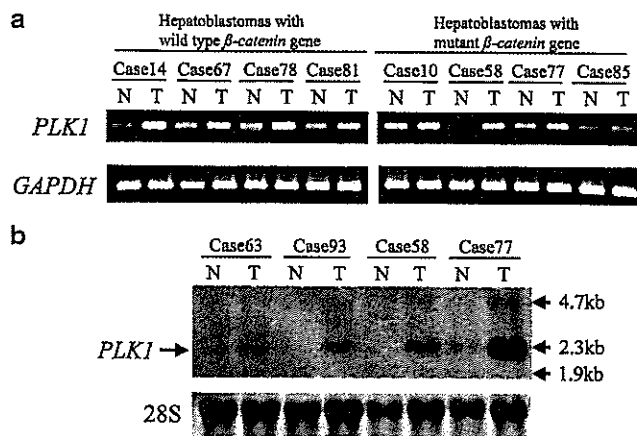 a
Hepatoblastomas with
wild type β-catenin gene
Hepatoblastomas with
mutant β-catenin gene
Case14 Case67 Case78 Case81 Case10 Case58 Case77 Case85
N T N T N T N T N T N T N T N T
PLK1
GAPDH
b
Case63 Case93 Case58 Case77
N T N T N T N T
4.7kb
PLK1 2.3kb
1.9kb
28S